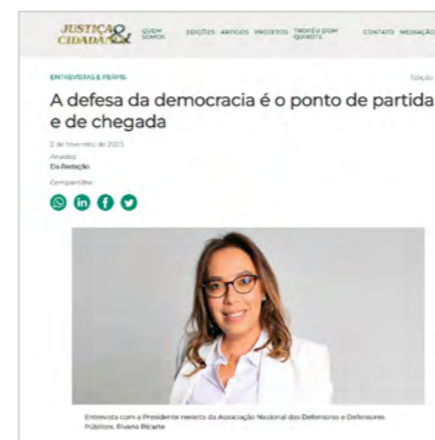 JUSTIÇA &
CIDADANIA
QUEM
SOMOS
EDIÇÕES ARTIGOS PROJETOS
TROFÉU DOM
QUIXOTE
CONTATO MEDIAÇÃO
ENTREVISTAS E PERFIS
Edição
A defesa da democracia é o ponto de partida
e de chegada
2 de fevereiro de 2023
Da Redação
Compartilhe:
Entrevista com a Presidente reeleita da Associação Nacional das Defensoras e Defensores
Públicos, Rivana Ricarte